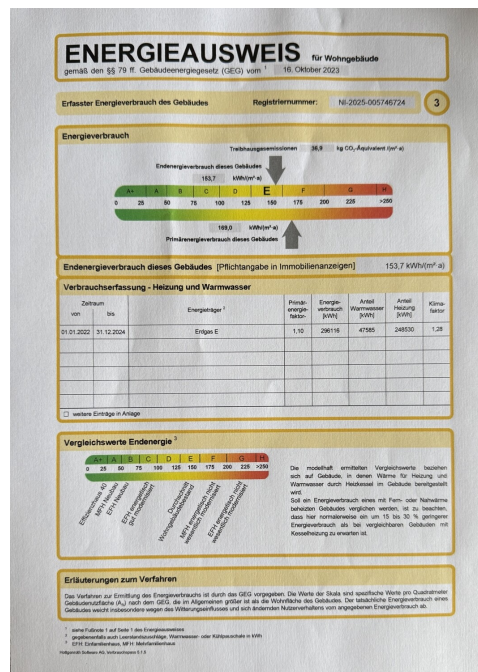 ENERGIEAUSWEIS für Wohngebäude
gemäß den §§ 79 ff. Gebäudeenergiegesetz (GEG) vom ¹ 16. Oktober 2023
Erfasster Energieverbrauch des Gebäudes Registriernummer: NI-2025-005746724 3
Energieverbrauch
Treibhausgasemissionen 36,9 kg CO₂-Äquivalent /(m²·a)
Endenergieverbrauch dieses Gebäudes
153,7 kWh/(m²·a)
A+ A B C D E F G H
0 25 50 75 100 125 150 175 200 225 >250
169,0 kWh/(m²·a)
Primärenergieverbrauch dieses Gebäudes
Endenergieverbrauch dieses Gebäudes [Pflichtangabe in Immobilienanzeigen] 153,7 kWh/(m²·a)
Verbrauchserfassung - Heizung und Warmwasser
Zeitraum
von bis
Energieträger ²
Primär-
energie-
faktor-
Energie-
verbrauch
[kWh]
Anteil
Warmwasser
[kWh]
Anteil
Heizung
[kWh]
Klima-
faktor
01.01.2022 31.12.2024 Erdgas E 1,10 296116 47585 248530 1,28
☐ weitere Einträge in Anlage
Vergleichswerte Endenergie ³
A+ A B C D E F G H
0 25 50 75 100 125 150 175 200 225 >250
Effizienzhaus 40
MFH Neubau
EFH Neubau
EFH energetisch
gut modernisiert
Durchschnitt
Wohngebäudebestand
MFH energetisch nicht
wesentlich modernisiert
EFH energetisch nicht
wesentlich modernisiert
Die modellhaft ermittelten Vergleichswerte beziehen
sich auf Gebäude, in denen Wärme für Heizung und
Warmwasser durch Heizkessel im Gebäude bereitgestellt
wird.
Soll ein Energieverbrauch eines mit Fern- oder Nahwärme
beheizten Gebäudes verglichen werden, ist zu beachten,
dass hier normalerweise ein um 15 bis 30 % geringerer
Energieverbrauch als bei vergleichbaren Gebäuden mit
Kesselheizung zu erwarten ist.
Erläuterungen zum Verfahren
Das Verfahren zur Ermittlung des Energieverbrauchs ist durch das GEG vorgegeben. Die Werte der Skala sind spezifische Werte pro Quadratmeter
Gebäudenutzfläche (Aₙ) nach dem GEG, die im Allgemeinen größer ist als die Wohnfläche des Gebäudes. Der tatsächliche Energieverbrauch eines
Gebäudes weicht insbesondere wegen des Witterungseinflusses und sich ändernden Nutzerverhaltens vom angegebenen Energieverbrauch ab.
¹ siehe Fußnote 1 auf Seite 1 des Energieausweises
² gegebenenfalls auch Leerstandszuschläge, Warmwasser- oder Kühlpauschale in kWh
³ EFH: Einfamilienhaus, MFH: Mehrfamilienhaus
Hottgenroth Software AG, Verbrauchspass 5.1.6